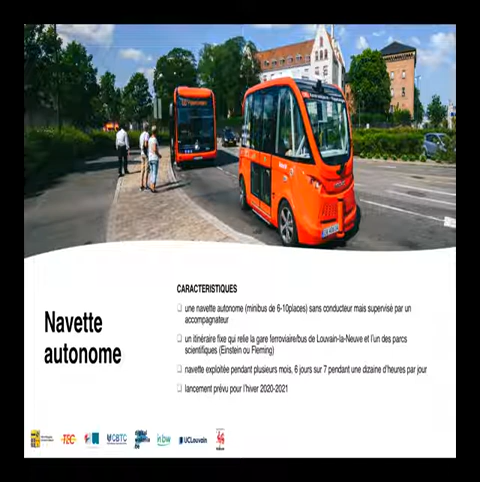 CARACTERISTIQUES
une navette autonome (minibus de 6-10places) sans conducteur mais supervisé par un
accompagnateur
un itinéraire fixe qui relie la gare ferroviaire/bus de Louvain-la-Neuve et l'un des parcs
scientifiques (Einstein ou Fleming)
navette exploitée pendant plusieurs mois, 6 jours sur 7 pendant une dizaine d'heures par jour
lancement prévu pour l'hiver 2020-2021
Navette
autonome
TEC
CBTC
in bw
UCLouvain